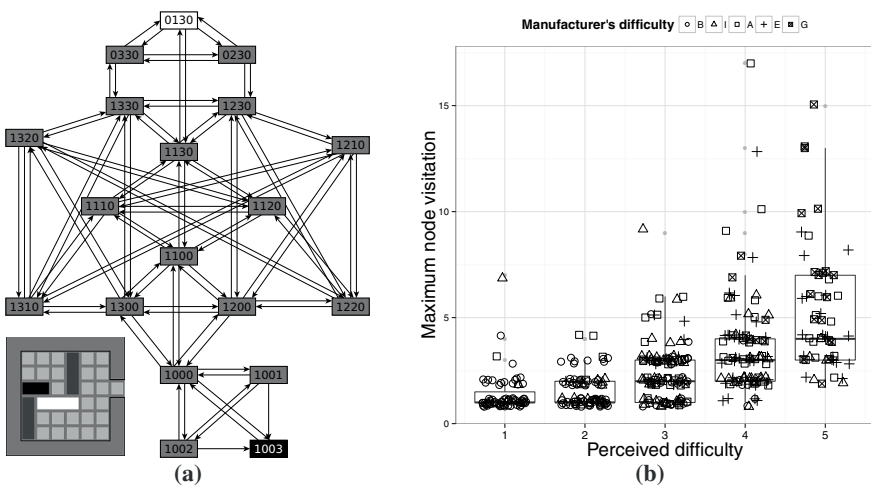 0130
0330 0230
1330 1230
1320 1210
1130
1110 1120
1100
1310 1300 1200 1220
1000 1001
1002 1003
(a)
Manufacturer's difficulty B I A E G
Maximum node visitation
15
10
5
0
1 2 3 4 5
Perceived difficulty
(b)